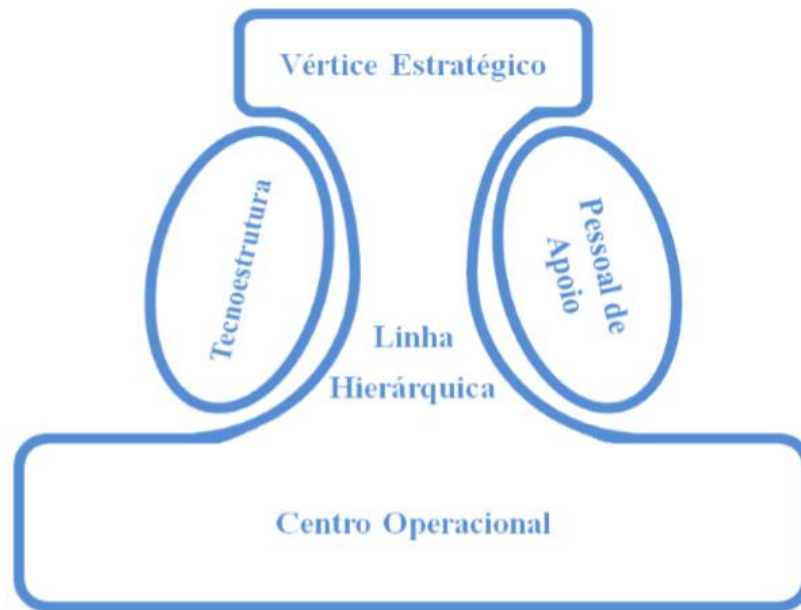 Vértice Estratégico
Tecnoestrutura
Pessoal de
Apoio
Linha
Hierárquica
Centro Operacional